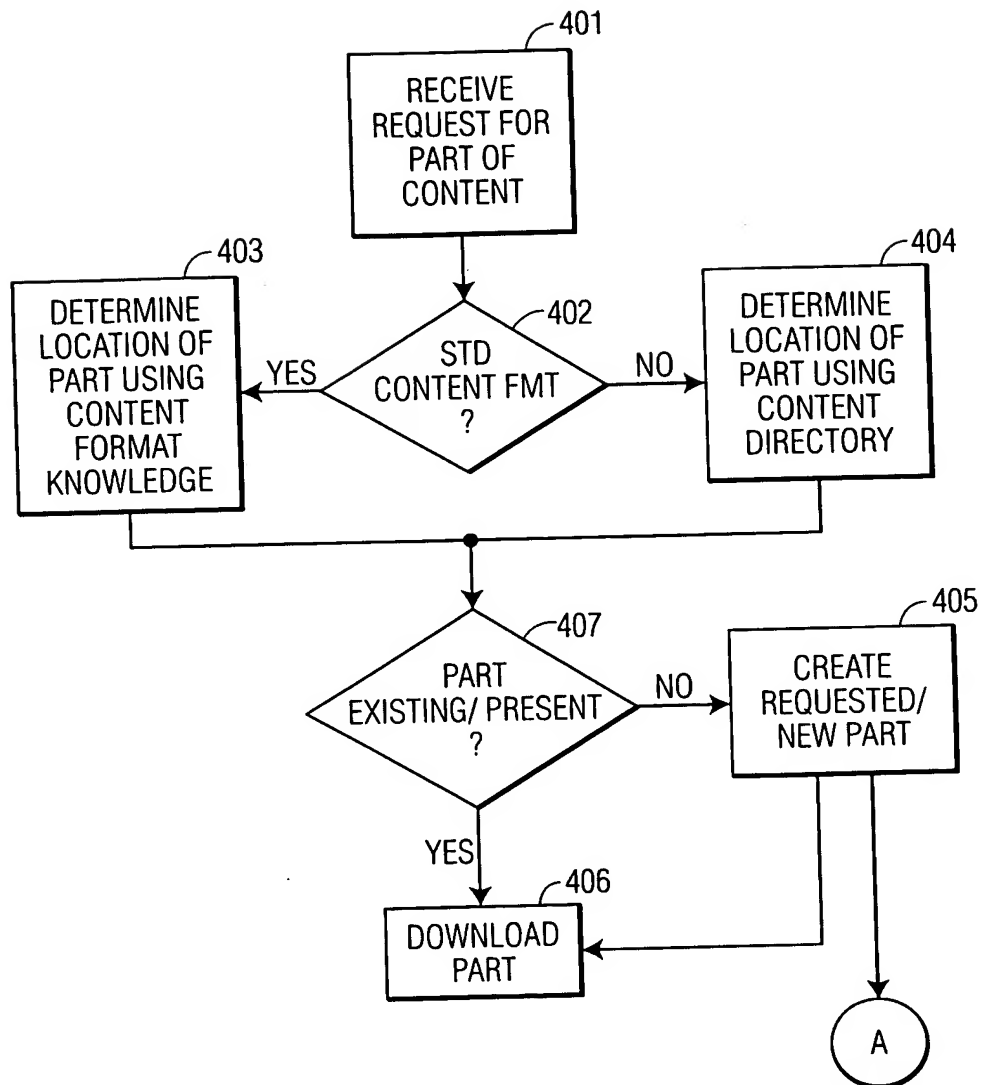 401
RECEIVE
REQUEST FOR
PART OF
CONTENT
403
DETERMINE
LOCATION OF
PART USING
CONTENT
FORMAT
KNOWLEDGE
YES
402
STD
CONTENT FMT
?
NO
404
DETERMINE
LOCATION OF
PART USING
CONTENT
DIRECTORY
407
PART
EXISTING/ PRESENT
?
NO
405
CREATE
REQUESTED/
NEW PART
YES
406
DOWNLOAD
PART
A